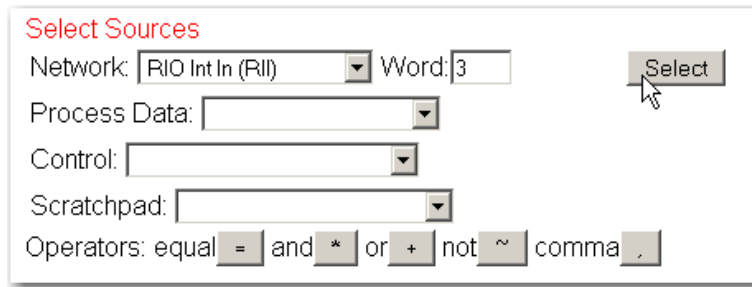 Select Sources
Network: RIO Int In (RII) Word: 3 Select
Process Data:
Control:
Scratchpad:
Operators: equal = and * or + not ~ comma ,